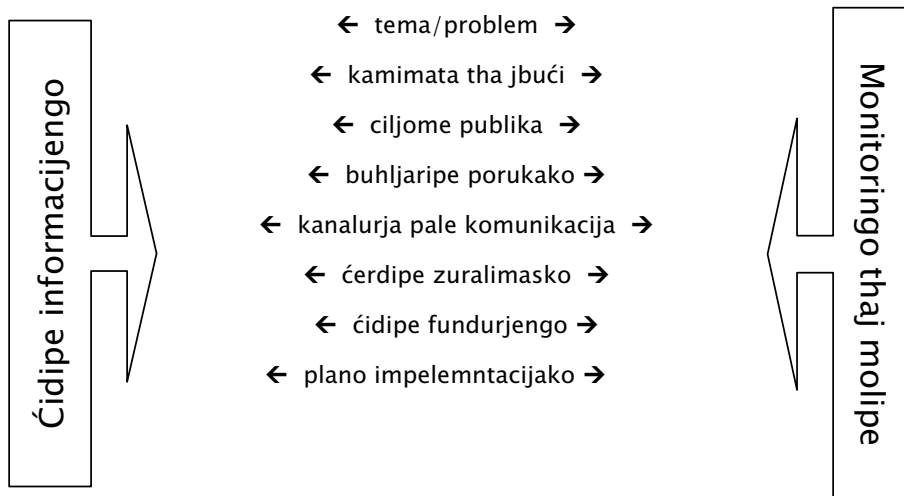 Ćidipe informacijengo
← tema/problem →
← kamimata tha jbući →
← ciljome publika →
← buhljaripe porukako →
← kanalurja pale komunikacija →
← ćerdipe zuralimasko →
← ćidipe fundurjengo →
← plano impelemntacijako →
Monitoringo thaj molipe